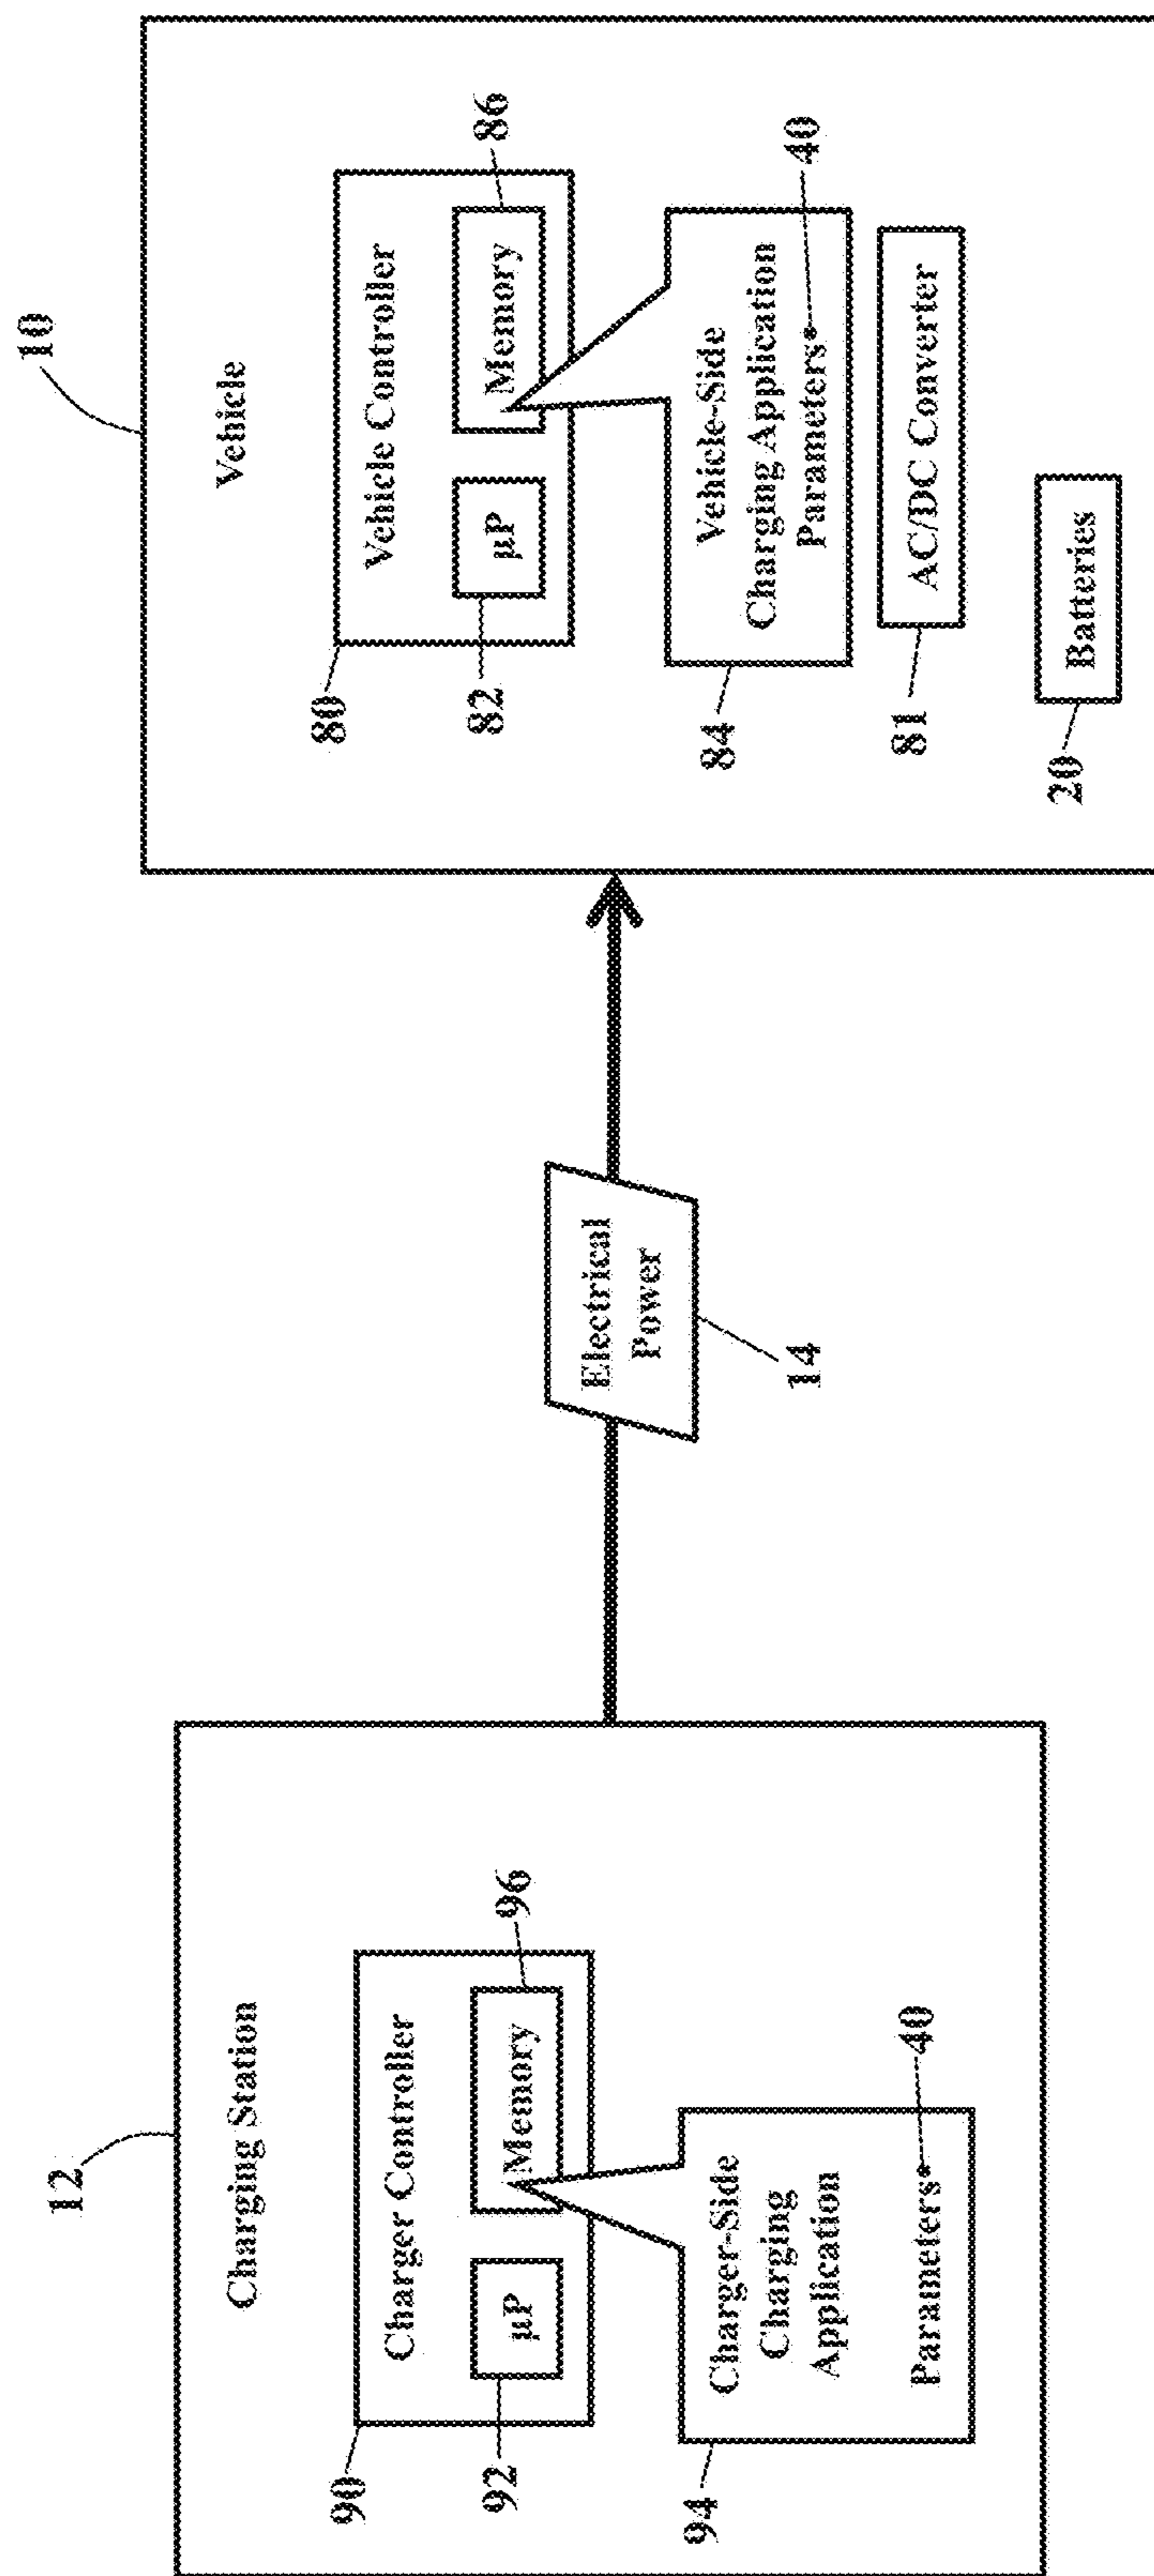 12
Charging Station
90
Charger Controller
92
µP
Memory
96
94
Charger-Side
Charging
Application
Parameters*
40
Electrical
Power
14
10
Vehicle
80
Vehicle Controller
82
µP
Memory
86
84
Vehicle-Side
Charging Application
Parameters*
40
81
AC/DC Converter
20
Batteries